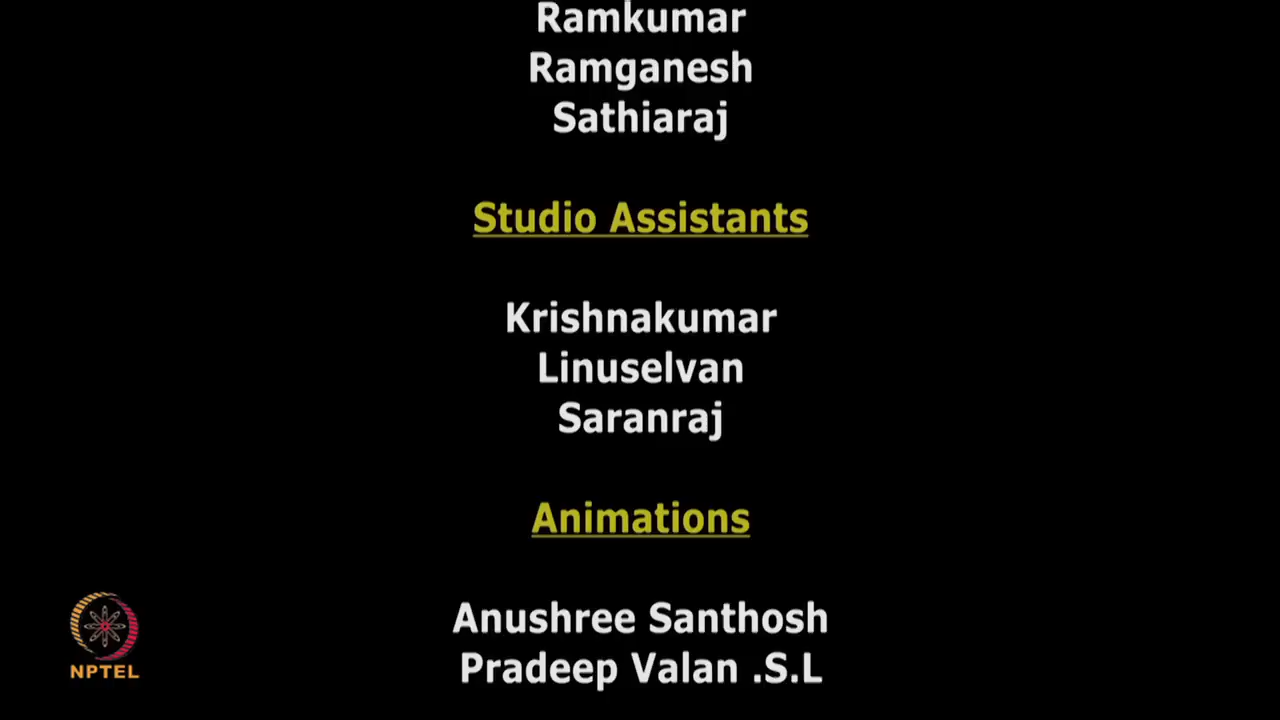 Ramkumar
Ramganesh
Sathiaraj
Studio Assistants
Krishnakumar
Linuselvan
Saranraj
Animations
Anushree Santhosh
Pradeep Valan .S.L
NPTEL